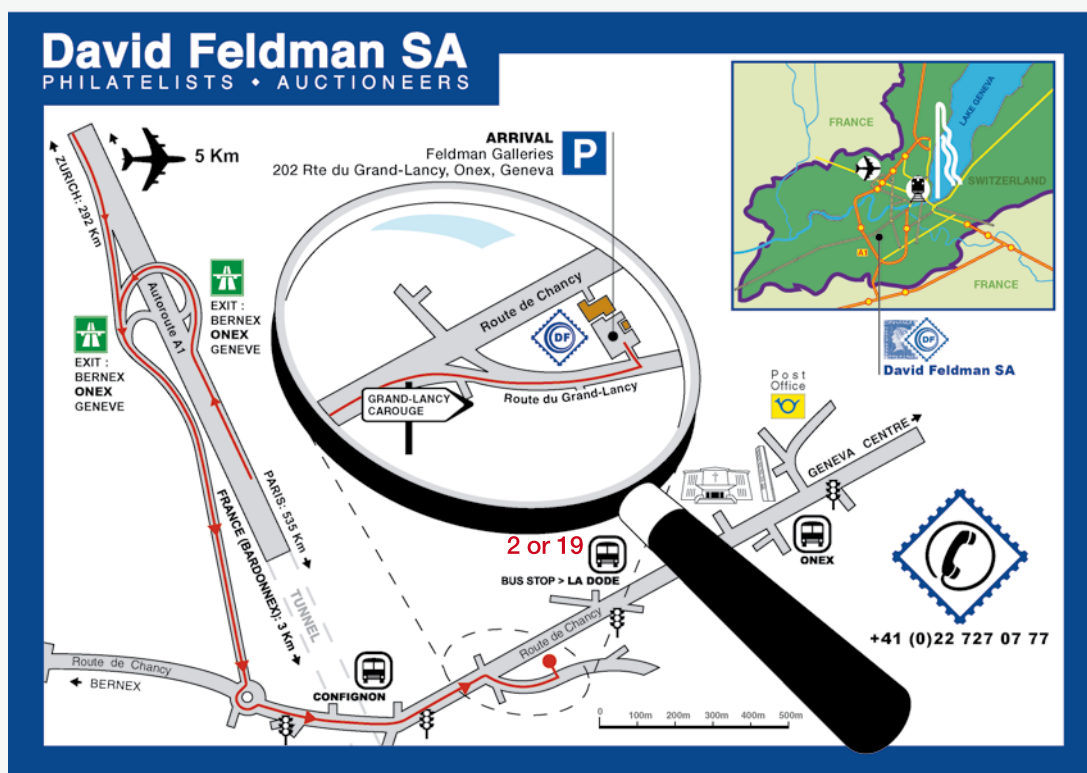 David Feldman SA
PHILATELISTS • AUCTIONEERS
5 Km
ZURICH: 292 Km
ARRIVAL
Feldman Galleries
202 Rte du Grand-Lancy, Onex, Geneva
P
FRANCE
LAKE GENEVA
SWITZERLAND
A1
FRANCE
DF
David Feldman SA
EXIT :
BERNEX
ONEX
GENEVE
EXIT :
BERNEX
ONEX
GENEVE
Autoroute A1
Route de Chancy
DF
GRAND-LANCY
CAROUGE
Route du Grand-Lancy
Post
Office
GENEVA CENTRE
PARIS: 535 Km
FRANCE (BARDONNEX): 3 Km
TUNNEL
2 or 19
BUS STOP > LA DODE
ONEX
+41 (0)22 727 07 77
Route de Chancy
Route de Chancy
BERNEX
CONFIGNON
0 100m 200m 300m 400m 500m